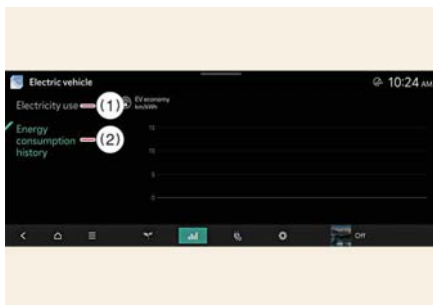 Electric vehicle
10:24 AM
Electricity use
(1)
EV economy
km/kWh
Energy
consumption
history
(2)
15
10
5
0
Off